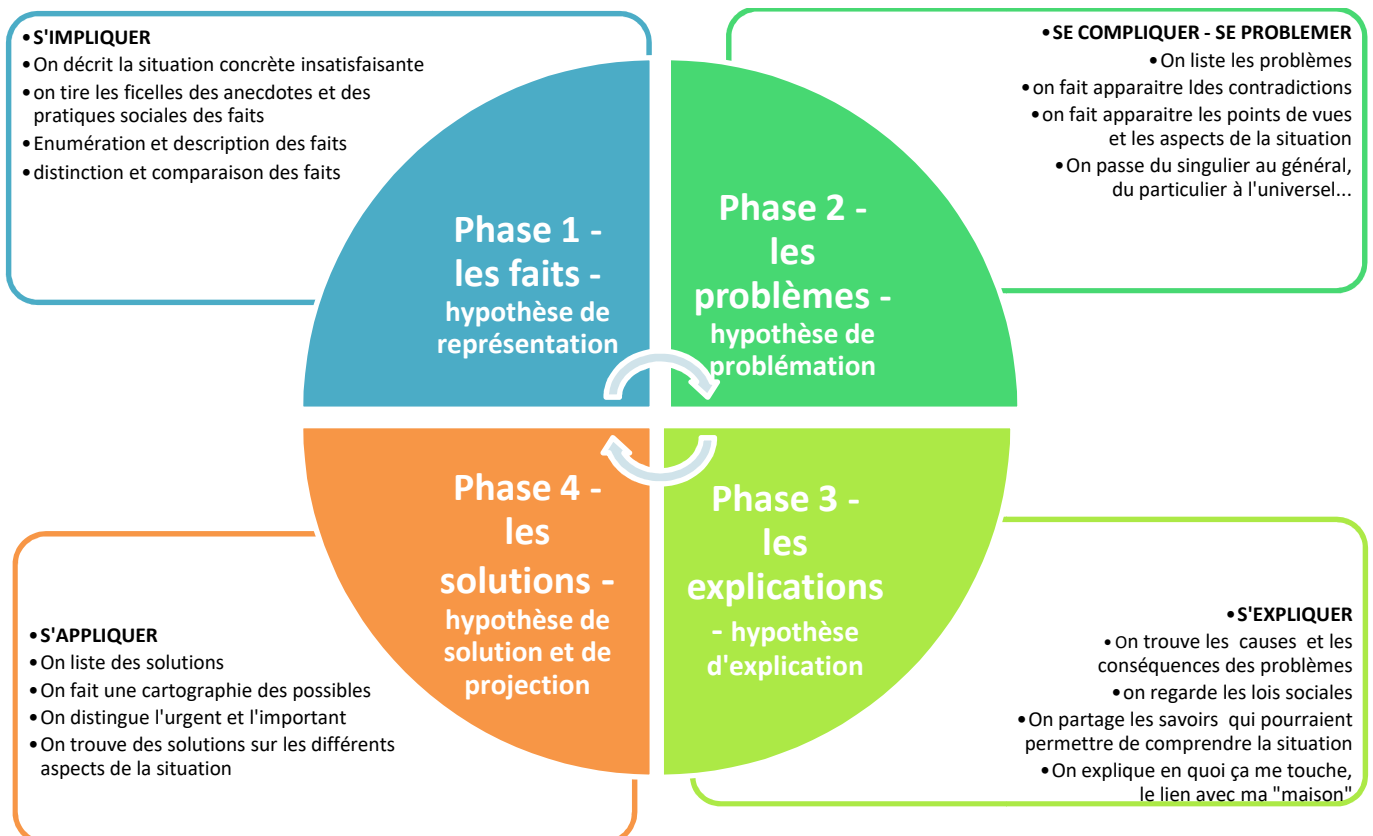 •S'IMPLIQUER
•On décrit la situation concrète insatisfaisante
•on tire les ficelles des anecdotes et des
pratiques sociales des faits
•Enumération et description des faits
•distinction et comparaison des faits
•SE COMPLIQUER - SE PROBLEMER
•On liste les problèmes
•on fait apparaitre ldes contradictions
•on fait apparaitre les points de vues
et les aspects de la situation
•On passe du singulier au général,
du particulier à l'universel...
Phase 1 -
les faits -
hypothèse de
représentation
Phase 2 -
les
problèmes -
hypothèse de
problémation
Phase 4 -
les
solutions -
hypothèse de
solution et de
projection
Phase 3 -
les
explications
- hypothèse
d'explication
•S'APPLIQUER
•On liste des solutions
•On fait une cartographie des possibles
•On distingue l'urgent et l'important
•On trouve des solutions sur les différents
aspects de la situation
•S'EXPLIQUER
•On trouve les causes et les
conséquences des problèmes
•on regarde les lois sociales
•On partage les savoirs qui pourraient
permettre de comprendre la situation
•On explique en quoi ça me touche,
le lien avec ma "maison"